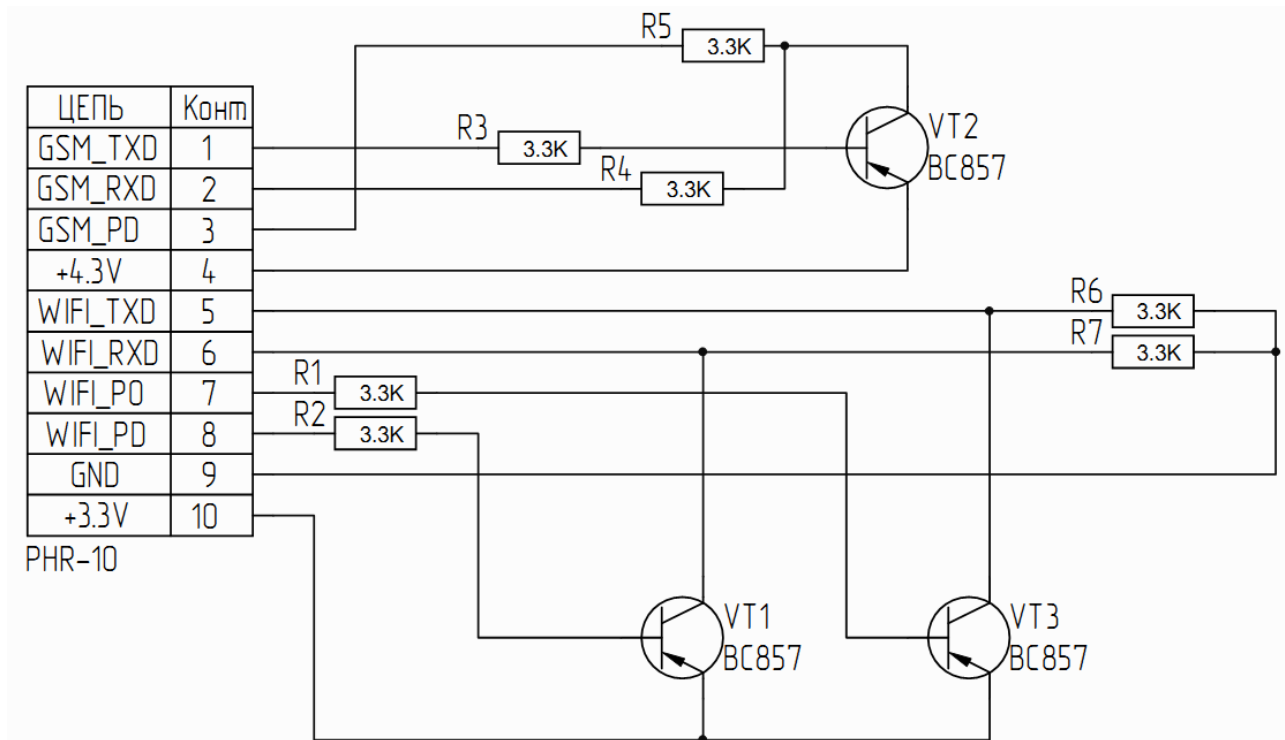 R5
3.3K
ЦЕПЬ Конт
R3
3.3K
VT2
BC857
GSM_TXD 1
R4
3.3K
GSM_RXD 2
GSM_PD 3
+4.3V 4
R6
3.3K
WIFI_TXD 5
R7
3.3K
WIFI_RXD 6
R1
3.3K
WIFI_PO 7
R2
3.3K
WIFI_PD 8
GND 9
+3.3V 10
PHR-10
VT1
BC857
VT3
BC857